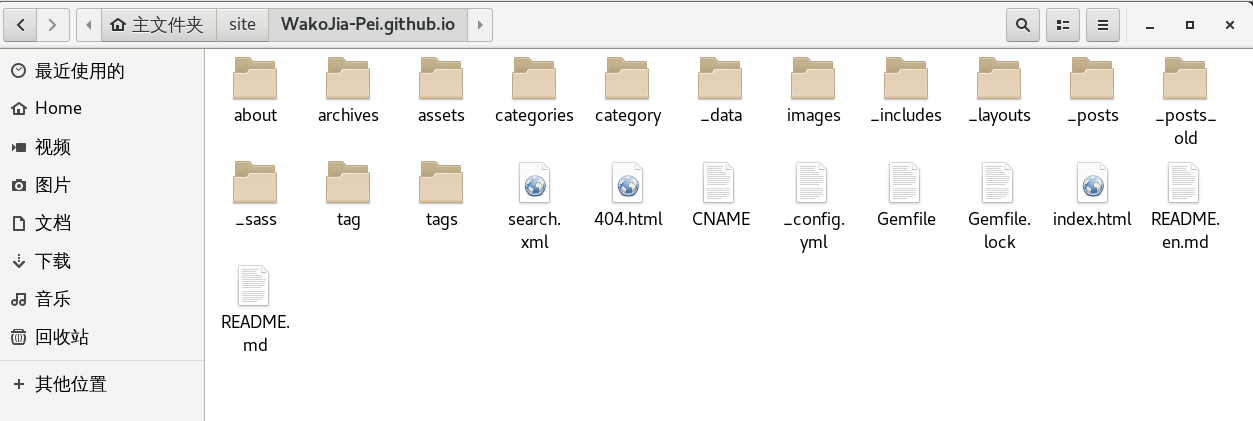 主文件夹 site WakoJia-Pei.github.io
最近使用的
Home
视频
图片
文档
下载
音乐
回收站
其他位置
about archives assets categories category _data images _includes _layouts _posts _posts_
old
_sass tag tags search. 404.html CNAME _config. Gemfile Gemfile. index.html README.
xml yml lock en.md
README.
md